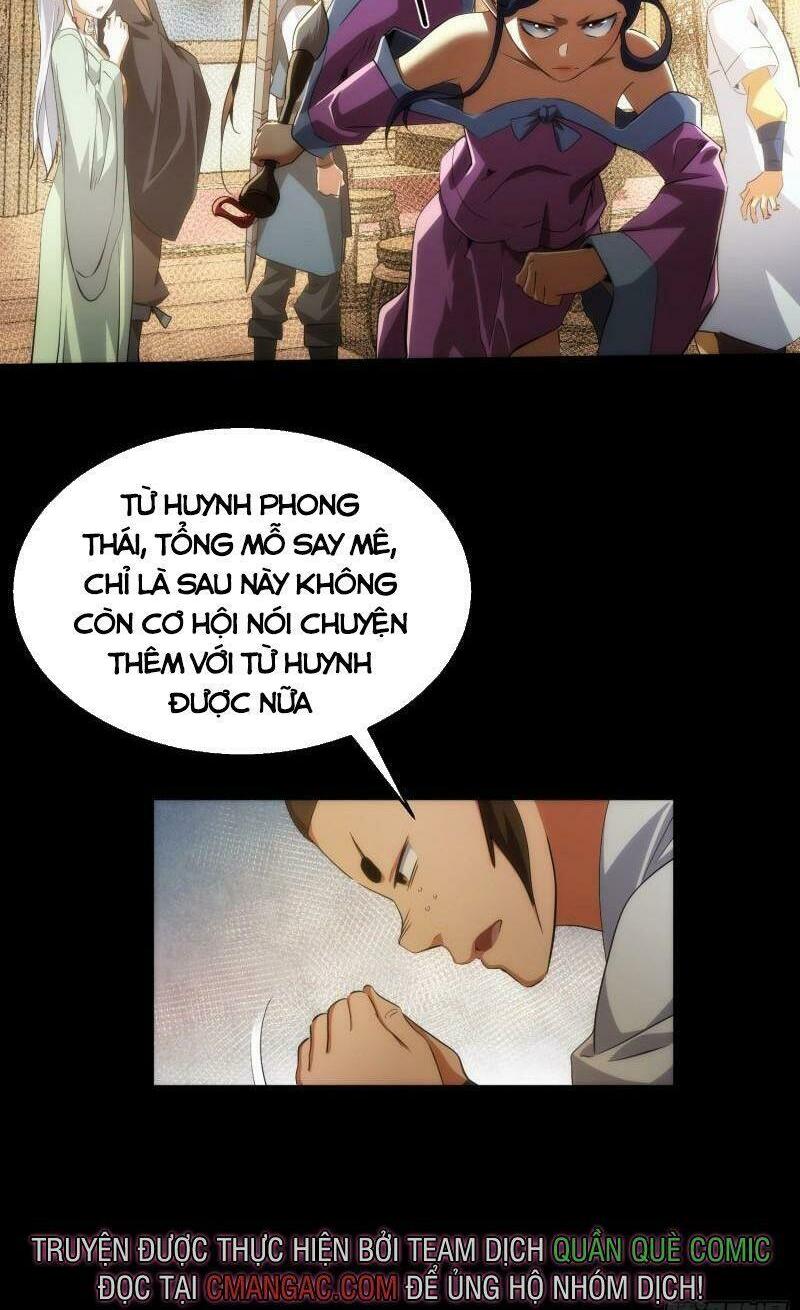 TỪ HUYNH PHONG
THÁI, TỔNG MỖ SAY MÊ,
CHỈ LÀ SAU NÀY KHÔNG
CÒN CƠ HỘI NÓI CHUYỆN
THÊM VỚI TỪ HUYNH
ĐƯỢC NỮA
TRUYỆN ĐƯỢC THỰC HIỆN BỞI TEAM DỊCH QUẦN QUÈ COMIC
ĐỌC TẠI CMANGAC.COM ĐỂ ỦNG HỘ NHÓM DỊCH!